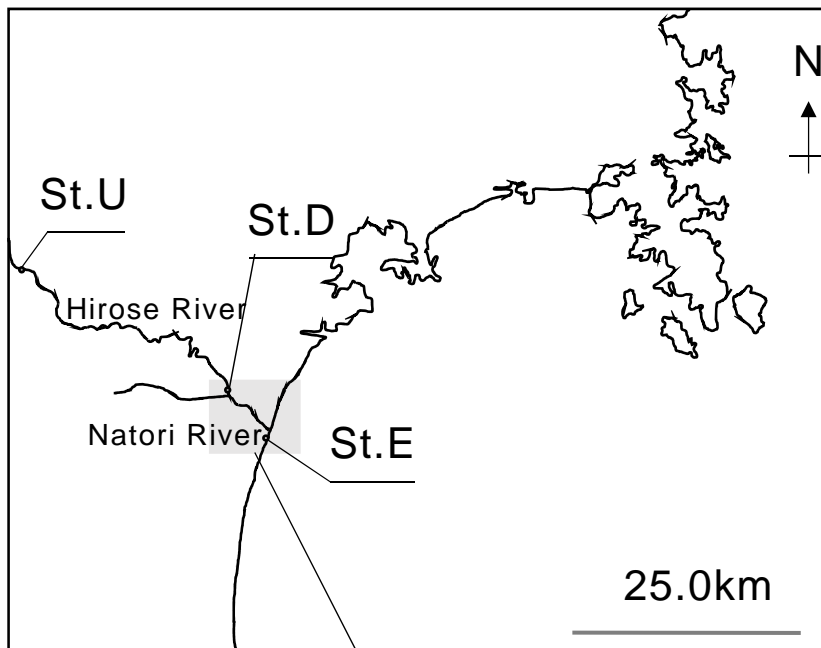 N
St.U
St.D
Hirose River
Natori River
St.E
25.0km